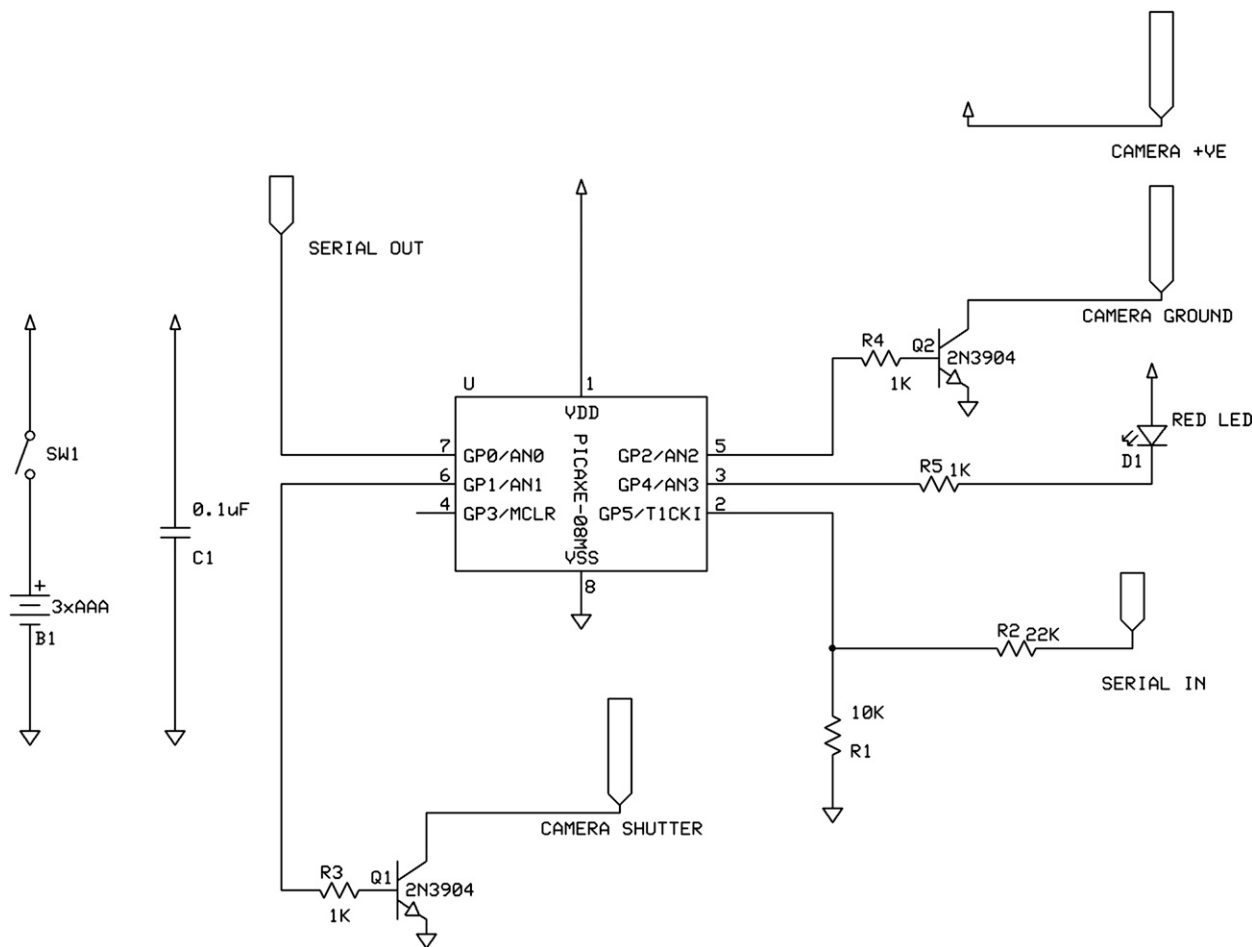 CAMERA +VE
SERIAL OUT
CAMERA GROUND
R4
Q2
2N3904
1K
U
1
VDD
RED LED
D1
SW1
7
GP0/AN0
GP2/AN2
5
6
GP1/AN1
GP4/AN3
3
R5
1K
4
GP3/MCLR
GP5/T1CKI
2
PICAXE-08M
0.1uF
C1
VSS
8
+
3xAAA
B1
R2
22K
SERIAL IN
10K
R1
CAMERA SHUTTER
R3
Q1
2N3904
1K